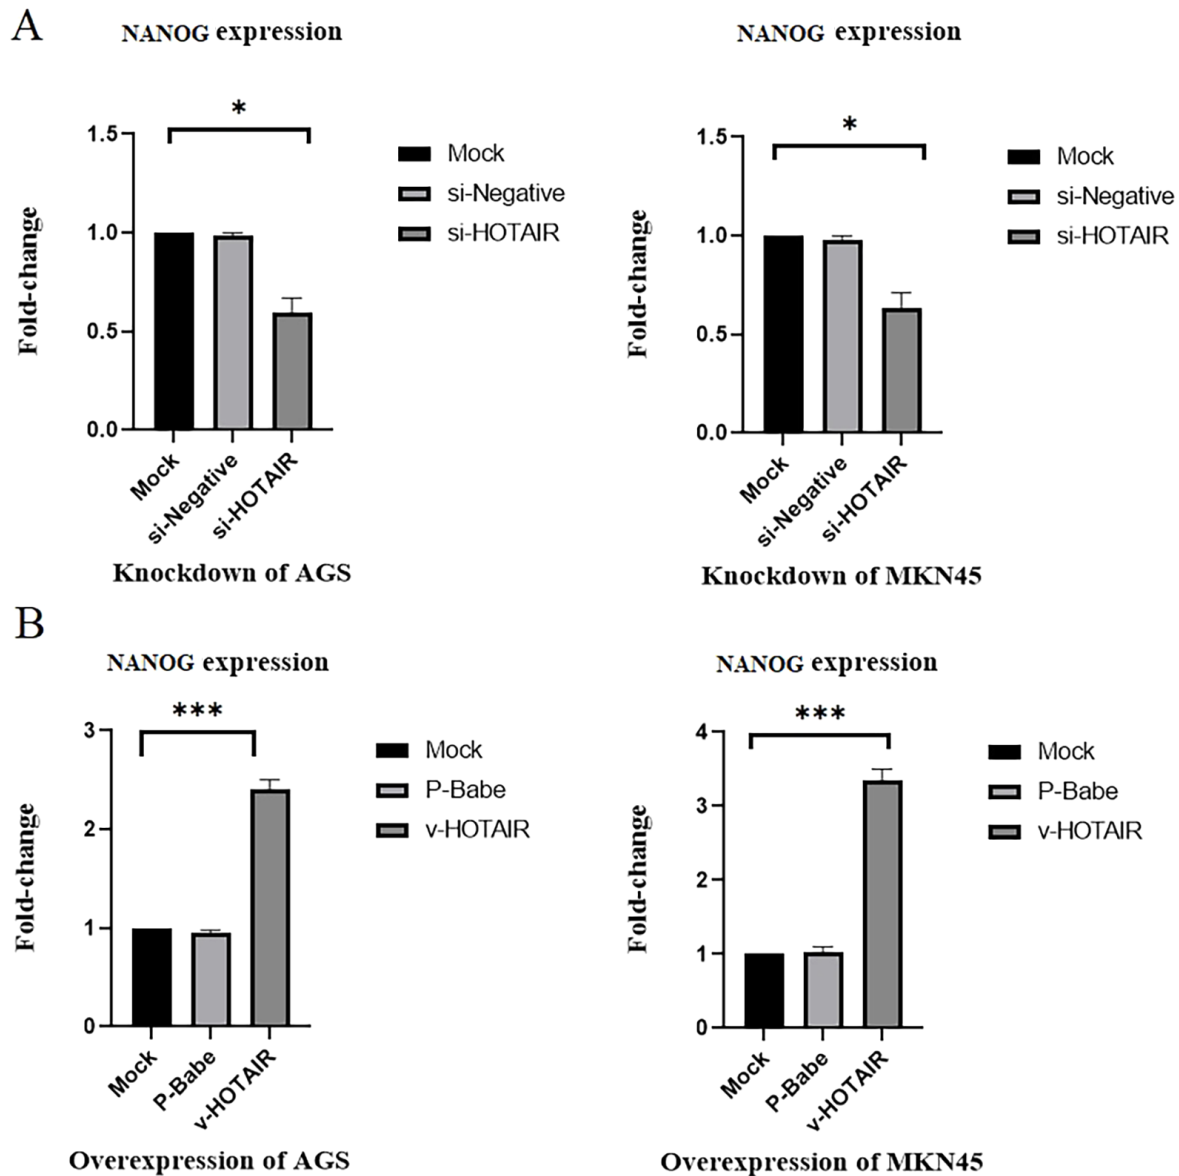 A
NANOG expression
*
1.5
1.0
0.5
0.0
Fold-change
Mock
si-Negative
si-HOTAIR
Mock
si-Negative
si-HOTAIR
Knockdown of AGS
NANOG expression
*
1.5
1.0
0.5
0.0
Fold-change
Mock
si-Negative
si-HOTAIR
Mock
si-Negative
si-HOTAIR
Knockdown of MKN45
B
NANOG expression
***
3
2
1
0
Fold-change
Mock
P-Babe
v-HOTAIR
Mock
P-Babe
v-HOTAIR
Overexpression of AGS
NANOG expression
***
4
3
2
1
0
Fold-change
Mock
P-Babe
v-HOTAIR
Mock
P-Babe
v-HOTAIR
Overexpression of MKN45